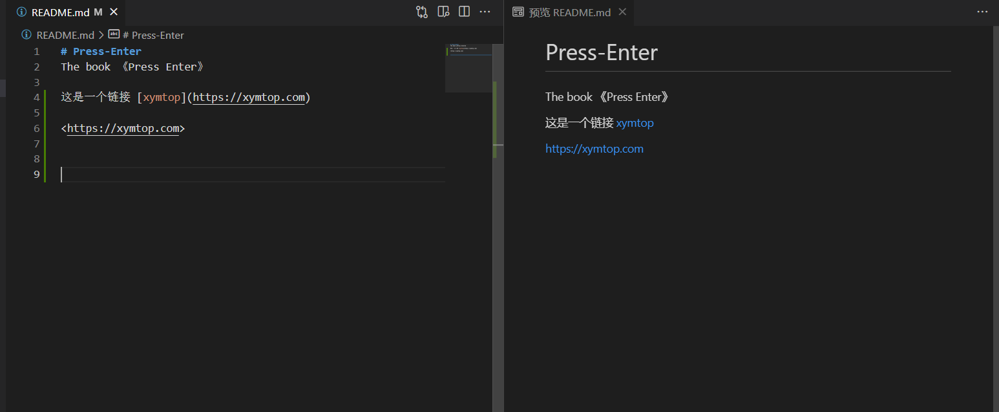 README.md M
README.md > # Press-Enter
1 # Press-Enter
2 The book 《Press Enter》
3
4 这是一个链接 [xymtop](https://xymtop.com)
5
6 <https://xymtop.com>
7
8
9
预览 README.md
Press-Enter
The book 《Press Enter》
这是一个链接 xymtop
https://xymtop.com